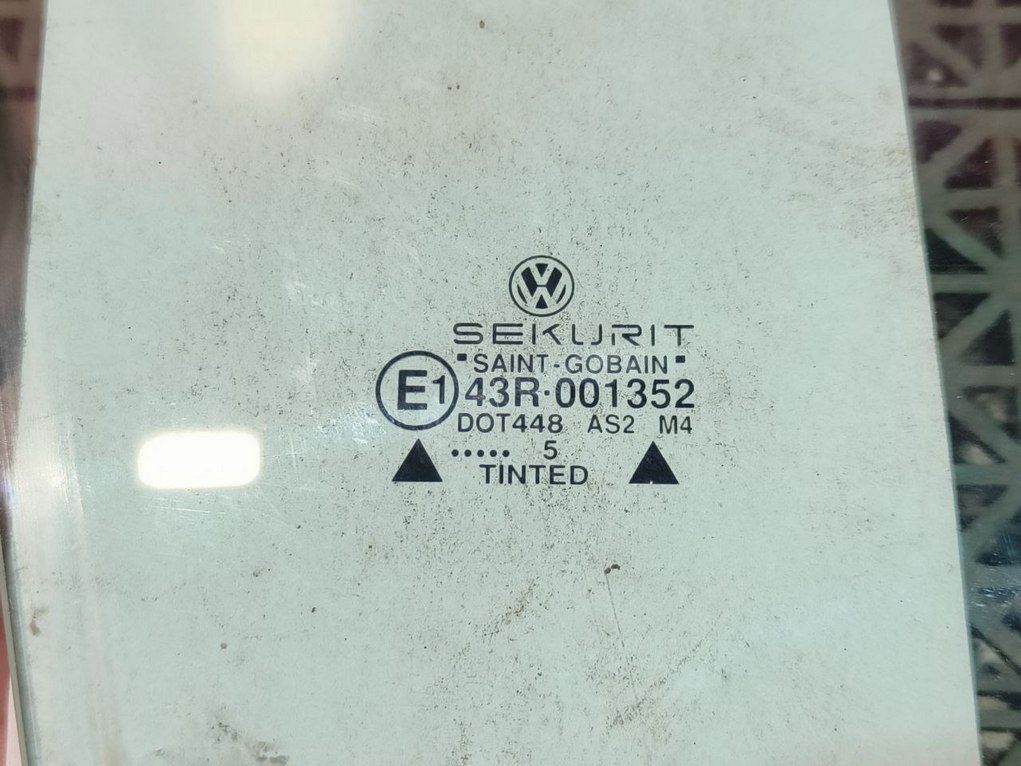 SEKURIT
"SAINT-GOBAIN"
E1 43R·001352
DOT448 AS2 M4
..... 5
TINTED